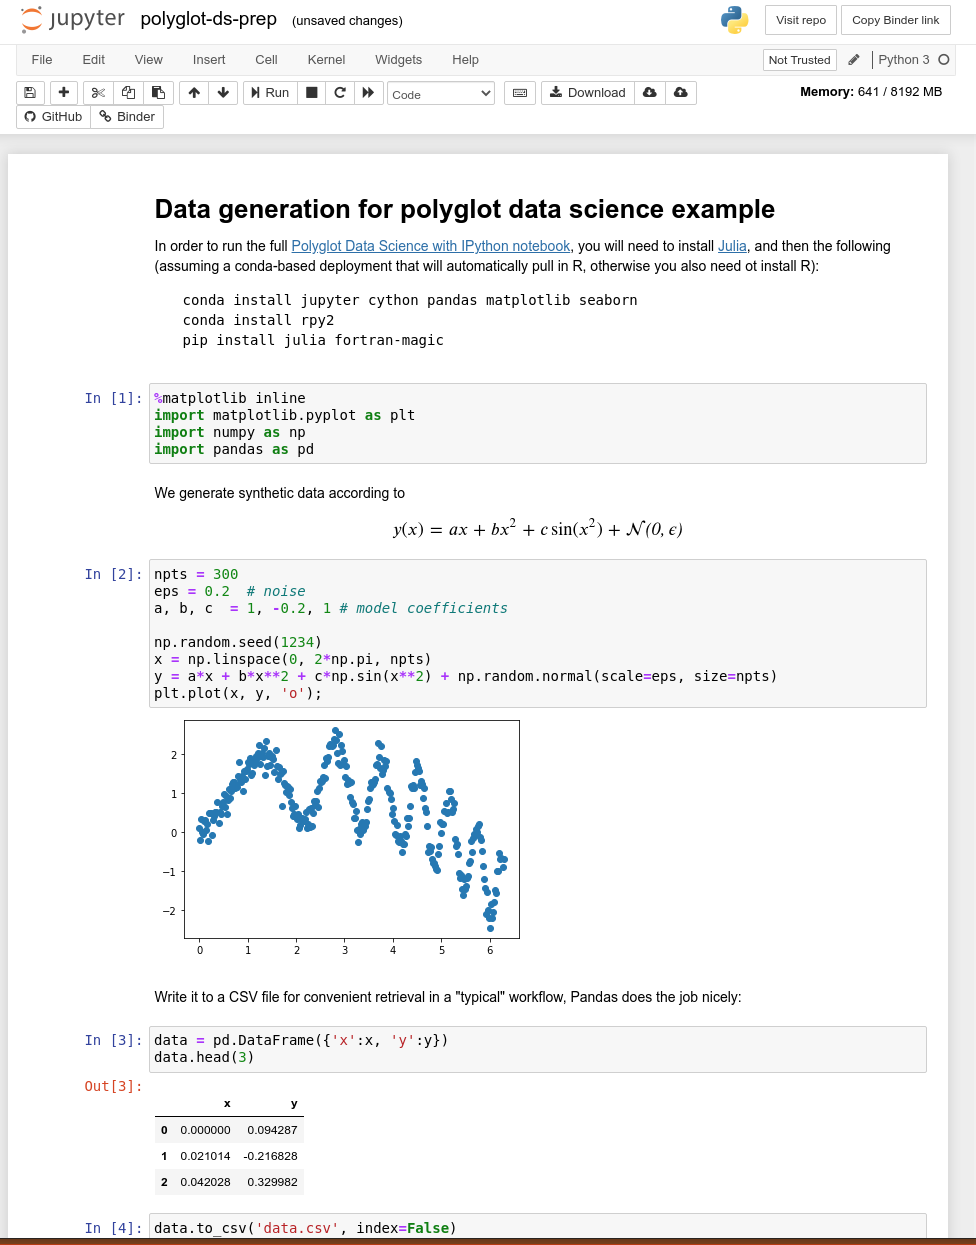 jupyter polyglot-ds-prep (unsaved changes) Visit repo Copy Binder link
File Edit View Insert Cell Kernel Widgets Help Not Trusted Python 3
Run Code Download Memory: 641 / 8192 MB
GitHub Binder
Data generation for polyglot data science example
In order to run the full Polyglot Data Science with IPython notebook, you will need to install Julia, and then the following
(assuming a conda-based deployment that will automatically pull in R, otherwise you also need ot install R):
conda install jupyter cython pandas matplotlib seaborn
conda install rpy2
pip install julia fortran-magic
In [1]: %matplotlib inline
import matplotlib.pyplot as plt
import numpy as np
import pandas as pd
We generate synthetic data according to
y(x) = ax + bx² + c sin(x²) + 𝒩(0, ϵ)
In [2]: npts = 300
eps = 0.2  # noise
a, b, c  = 1, -0.2, 1 # model coefficients
np.random.seed(1234)
x = np.linspace(0, 2*np.pi, npts)
y = a*x + b*x**2 + c*np.sin(x**2) + np.random.normal(scale=eps, size=npts)
plt.plot(x, y, 'o');
2
1
0
−1
−2
0 1 2 3 4 5 6
Write it to a CSV file for convenient retrieval in a "typical" workflow, Pandas does the job nicely:
In [3]: data = pd.DataFrame({'x':x, 'y':y})
data.head(3)
Out[3]:
x y
0 0.000000 0.094287
1 0.021014 -0.216828
2 0.042028 0.329982
In [4]: data.to_csv('data.csv', index=False)